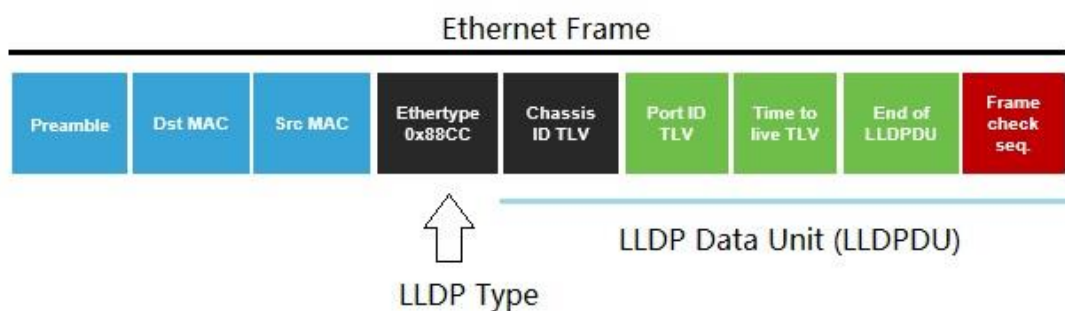 Ethernet Frame
Preamble
Dst MAC
Src MAC
Ethertype
0x88CC
Chassis
ID TLV
Port ID
TLV
Time to
live TLV
End of
LLDPDU
Frame
check
seq.
LLDP Data Unit (LLDPDU)
LLDP Type